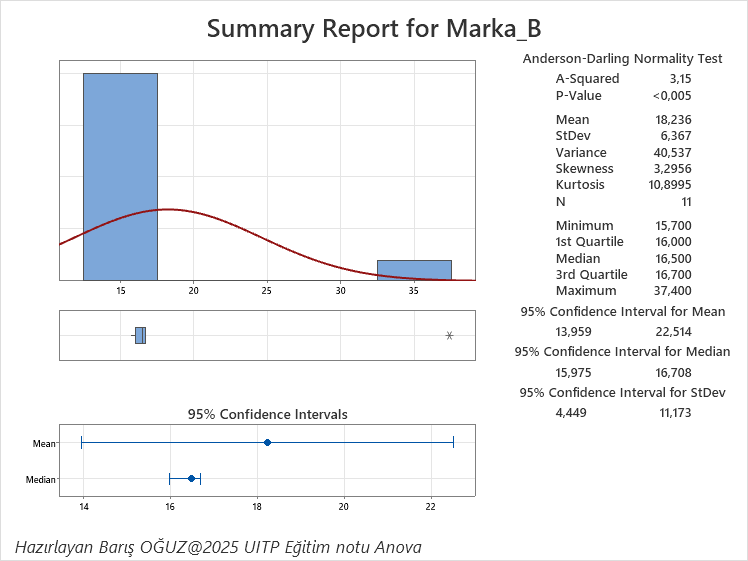 Summary Report for Marka_B
15 20 25 30 35
Anderson-Darling Normality Test
A-Squared 3,15
P-Value <0,005
Mean 18,236
StDev 6,367
Variance 40,537
Skewness 3,2956
Kurtosis 10,8995
N 11
Minimum 15,700
1st Quartile 16,000
Median 16,500
3rd Quartile 16,700
Maximum 37,400
95% Confidence Interval for Mean
13,959 22,514
95% Confidence Interval for Median
15,975 16,708
95% Confidence Interval for StDev
4,449 11,173
95% Confidence Intervals
Mean
Median
14 16 18 20 22
Hazırlayan Barış OĞUZ@2025 UITP Eğitim notu Anova